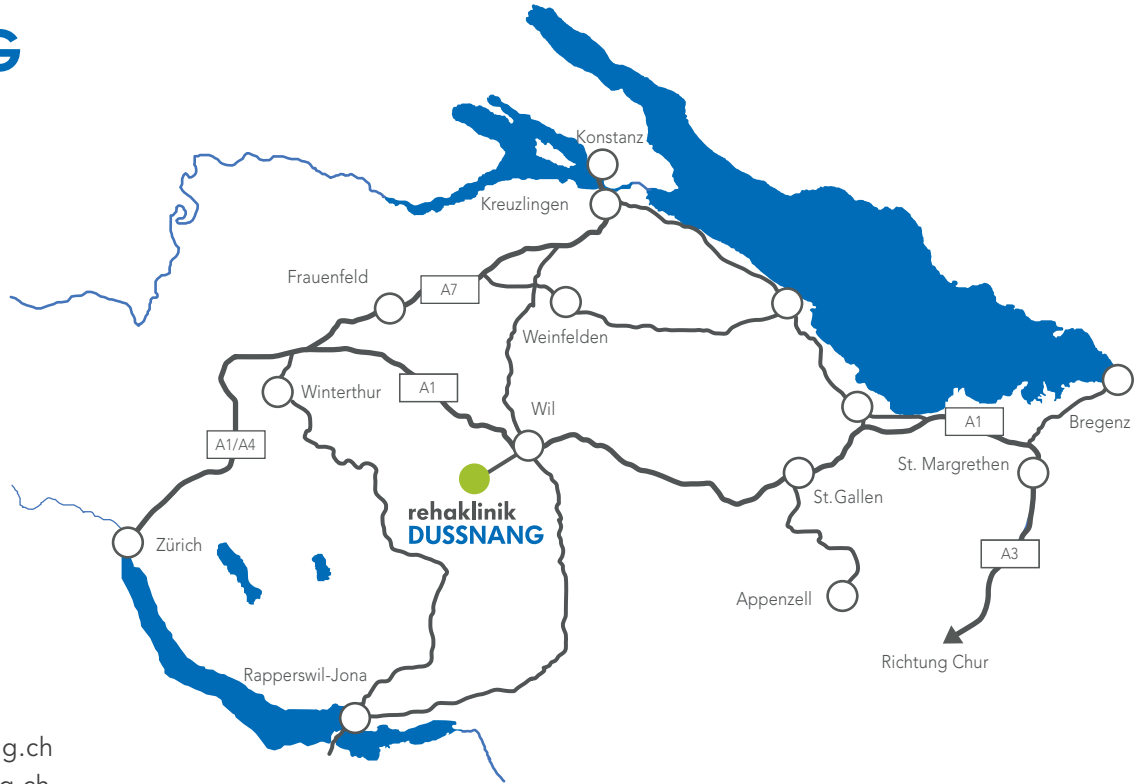 G
Konstanz
Kreuzlingen
Frauenfeld
A7
Weinfelden
Winterthur
A1
Wil
A1/A4
A1
Bregenz
St. Margrethen
St.Gallen
rehaklinik
DUSSNANG
Zürich
A3
Appenzell
Richtung Chur
Rapperswil-Jona
g.ch
g.ch